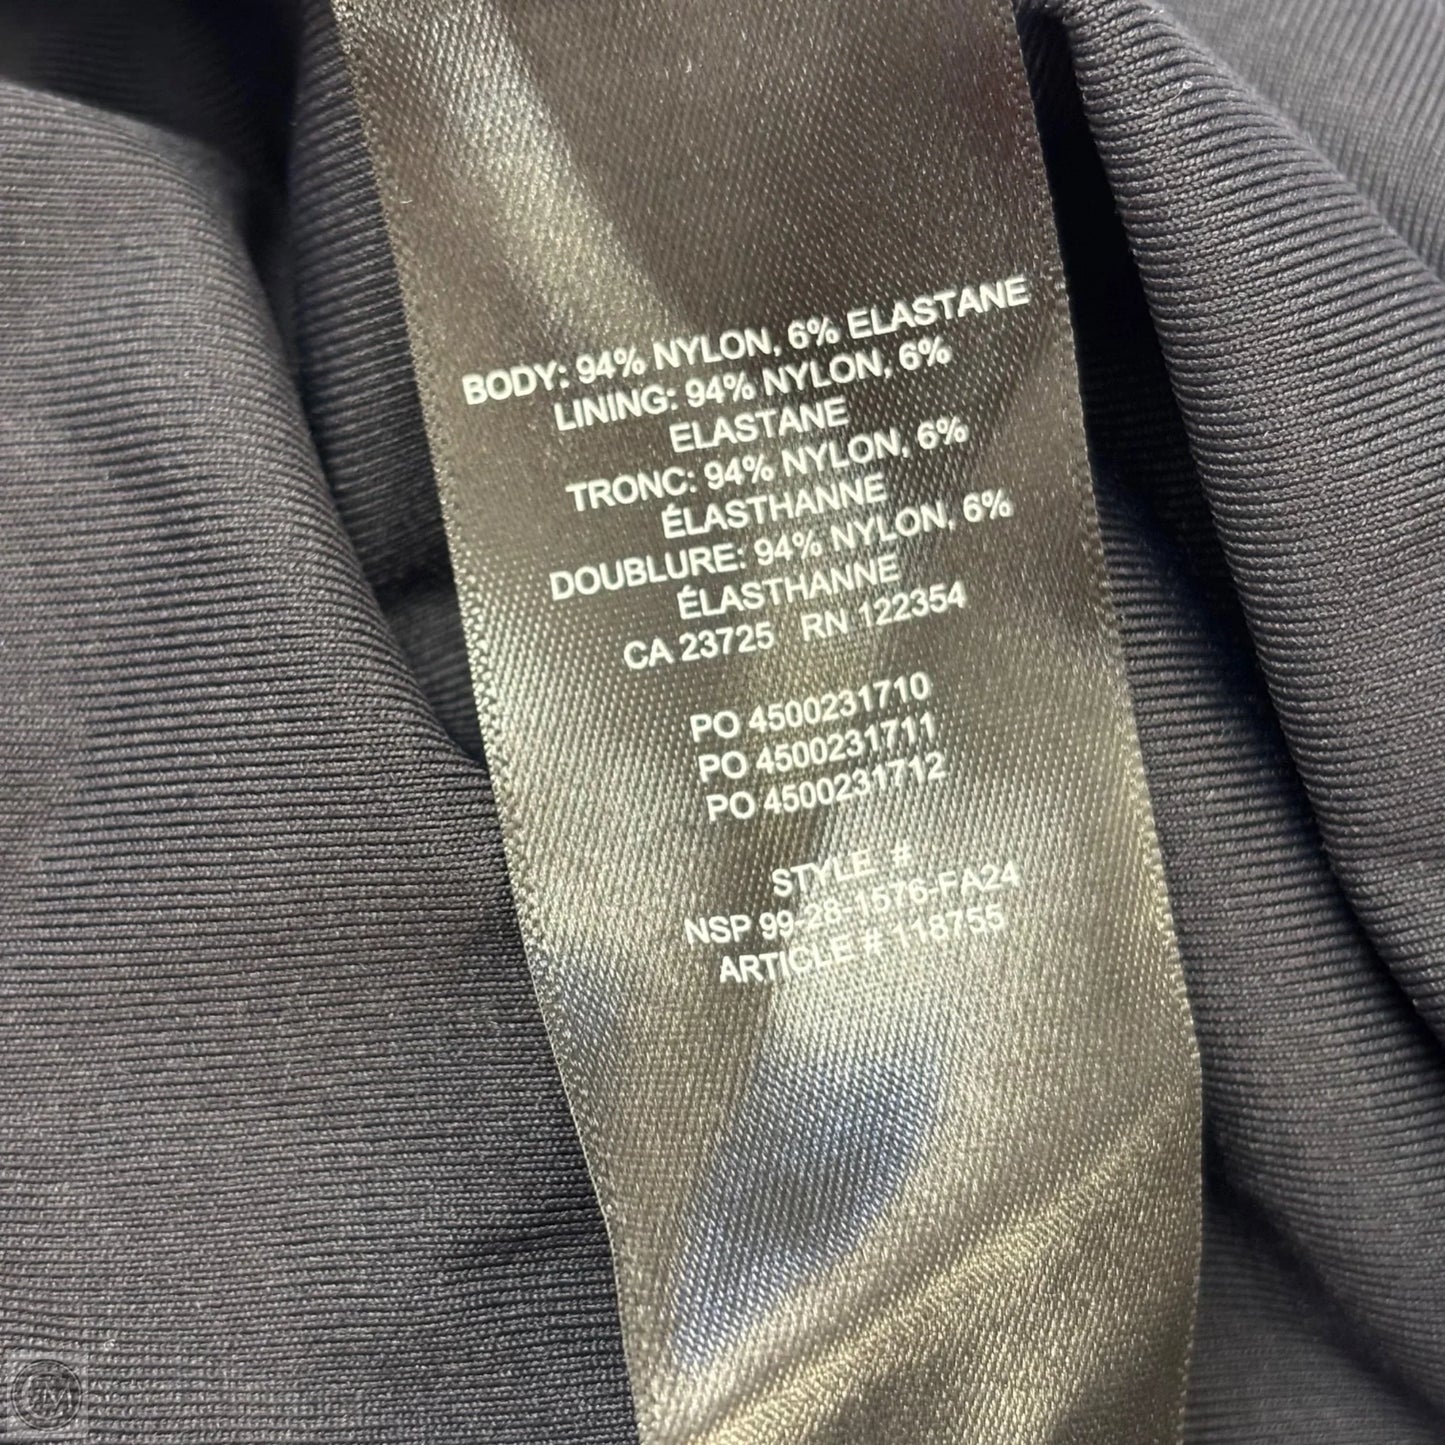 BODY: 94% NYLON, 6% ELASTANE
LINING: 94% NYLON, 6%
ELASTANE
TRONC: 94% NYLON, 6%
ÉLASTHANNE
DOUBLURE: 94% NYLON, 6%
ÉLASTHANNE
CA 23725 RN 122354
PO 4500231710
PO 4500231711
PO 4500231712
STYLE #
NSP 99-28-1576-FA24
ARTICLE # 118755